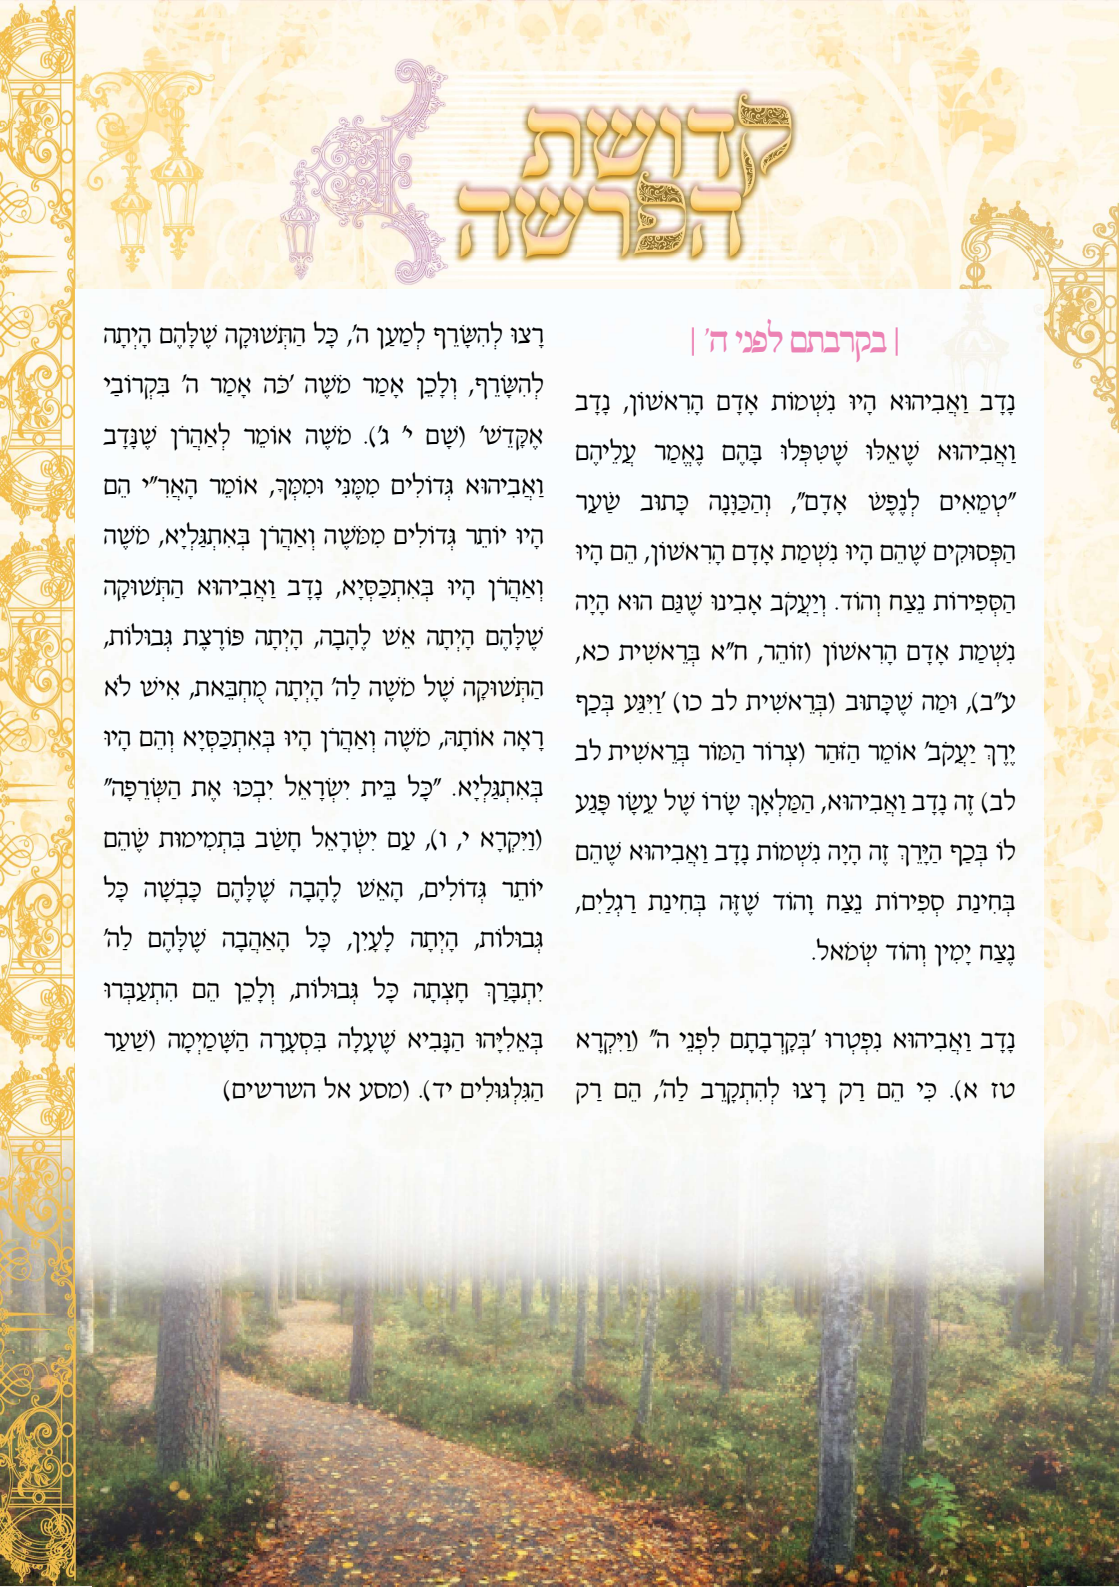 קדושת
הפרשה
| בקרבתם לפני ה' |
נָדָב וַאֲבִיהוּא הָיוּ נִשְׁמוֹת אָדָם הָרִאשׁוֹן, נָדָב
וַאֲבִיהוּא שֶׁאֵלּוּ שֶׁטִּפְּלוּ בָּהֶם נֶאֱמַר עֲלֵיהֶם
"טְמֵאִים לְנֶפֶשׁ אָדָם", וְהַכַּוָּנָה כָּתוּב שַׁעַר
הַפְּסוּקִים שֶׁהֵם הָיוּ נִשְׁמַת אָדָם הָרִאשׁוֹן, הֵם הָיוּ
הַסְּפִירוֹת נֵצַח וְהוֹד. וְיַעֲקֹב אָבִינוּ שֶׁגַּם הוּא הָיָה
נִשְׁמַת אָדָם הָרִאשׁוֹן (זוֹהַר, ח"א בְּרֵאשִׁית כא,
ע"ב), וּמַה שֶׁכָּתוּב (בְּרֵאשִׁית לב כו) 'וַיִּגַּע בְּכַף
יֶרֶךְ יַעֲקֹב' אוֹמֵר הַזֹּהַר (צְרוֹר הַמּוֹר בְּרֵאשִׁית לב
לב) זֶה נָדָב וַאֲבִיהוּא, הַמַּלְאָךְ שָׂרוֹ שֶׁל עֵשָׂו פָּגַע
לוֹ בְּכַף הַיָּרֵךְ זֶה הָיָה נִשְׁמוֹת נָדָב וַאֲבִיהוּא שֶׁהֵם
בְּחִינַת סְפִירוֹת נֵצַח וָהוֹד שֶׁזֶּה בְּחִינַת רַגְלַיִם,
נֶצַח יָמִין וְהוֹד שְׂמֹאל.
נָדָב וַאֲבִיהוּא נִפְטְרוּ 'בְּקָרְבָתָם לִפְנֵי ה'' (וַיִּקְרָא
טז א). כִּי הֵם רַק רָצוּ לְהִתְקָרֵב לַה', הֵם רַק
רָצוּ לְהִשָּׂרֵף לְמַעַן ה', כָּל הַתְּשׁוּקָה שֶׁלָּהֶם הָיְתָה
לְהִשָּׂרֵף, וְלָכֵן אָמַר מֹשֶׁה 'כֹּה אָמַר ה' בִּקְרוֹבַי
אֶקָּדֵשׁ' (שָׁם י' ג'). מֹשֶׁה אוֹמֵר לְאַהֲרֹן שֶׁנָּדָב
וַאֲבִיהוּא גְּדוֹלִים מִמֶּנִּי וּמִמְּךָ, אוֹמֵר הָאֲרִ"י הֵם
הָיוּ יוֹתֵר גְּדוֹלִים מִמֹּשֶׁה וְאַהֲרֹן בְּאִתְגַּלְיָא, מֹשֶׁה
וְאַהֲרֹן הָיוּ בְּאִתְכַּסְּיָא, נָדָב וַאֲבִיהוּא הַתְּשׁוּקָה
שֶׁלָּהֶם הָיְתָה אֵשׁ לֶהָבָה, הָיְתָה פּוֹרֶצֶת גְּבוּלוֹת,
הַתְּשׁוּקָה שֶׁל מֹשֶׁה לַה' הָיְתָה מֻחְבֵּאת, אִישׁ לֹא
רָאָה אוֹתָהּ, מֹשֶׁה וְאַהֲרֹן הָיוּ בְּאִתְכַּסְּיָא וְהֵם הָיוּ
בְּאִתְגַּלְיָא. "כָּל בֵּית יִשְׂרָאֵל יִבְכּוּ אֶת הַשְּׂרֵפָה"
(וַיִּקְרָא י, ו), עַם יִשְׂרָאֵל חָשַׁב בִּתְמִימוּת שֶׁהֵם
יוֹתֵר גְּדוֹלִים, הָאֵשׁ לֶהָבָה שֶׁלָּהֶם כָּבְשָׁה כָּל
גְּבוּלוֹת, הָיְתָה לָעַיִן, כָּל הָאַהֲבָה שֶׁלָּהֶם לַה'
יִתְבָּרַךְ חָצְתָה כָּל גְּבוּלוֹת, וְלָכֵן הֵם הִתְעַבְּרוּ
בְּאֵלִיָּהוּ הַנָּבִיא שֶׁעָלָה בִּסְעָרָה הַשָּׁמַיְמָה (שַׁעַר
הַגִּלְגּוּלִים יד). (מסע אל השרשים)